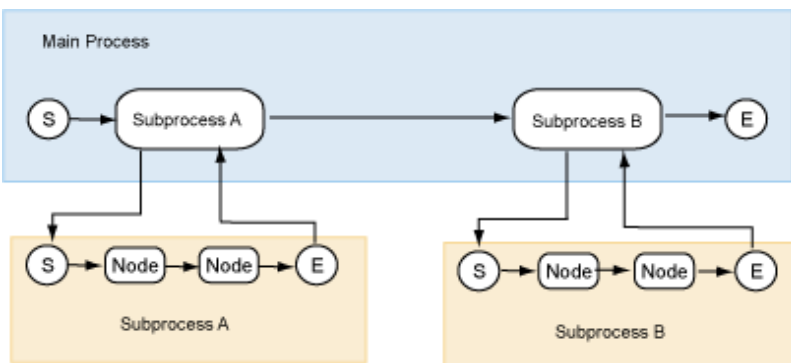 Main Process
S
Subprocess A
Subprocess B
E
S
Node
Node
E
Subprocess A
S
Node
Node
E
Subprocess B